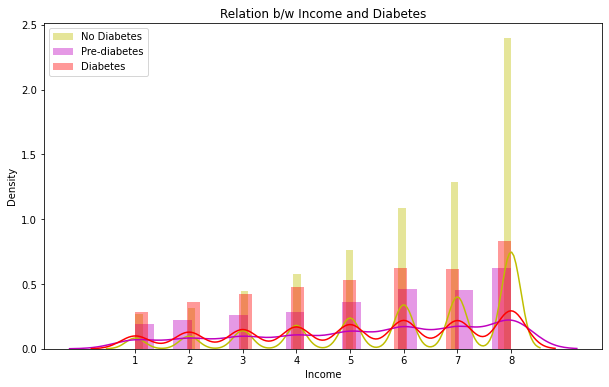 Relation b/w Income and Diabetes
No Diabetes
Pre-diabetes
Diabetes
2.5
2.0
1.5
1.0
0.5
0.0
Density
1 2 3 4 5 6 7 8
Income